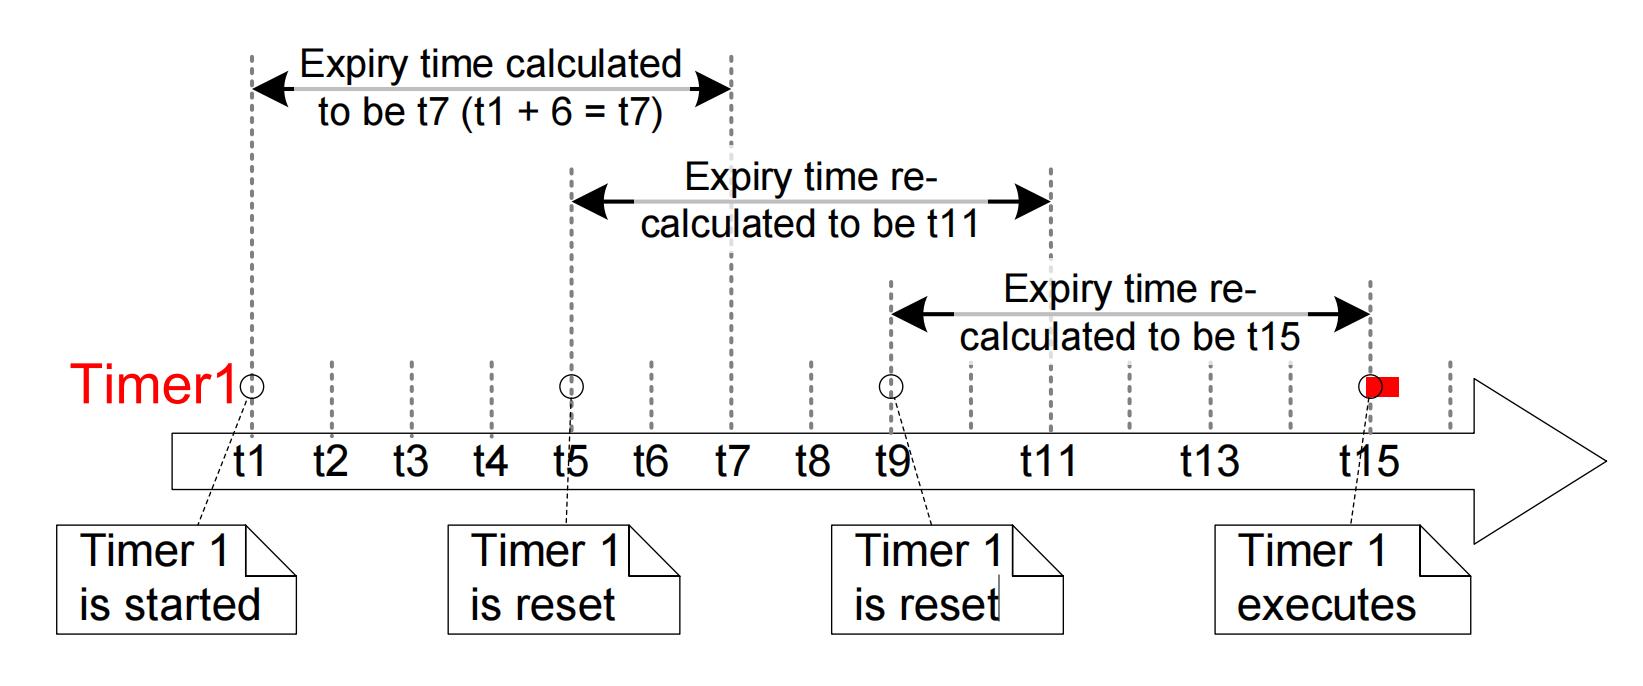 Expiry time calculated
to be t7 (t1 + 6 = t7)
Expiry time re-
calculated to be t11
Expiry time re-
calculated to be t15
Timer1
t1 t2 t3 t4 t5 t6 t7 t8 t9 t11 t13 t15
Timer 1
is started
Timer 1
is reset
Timer 1
is reset
Timer 1
executes